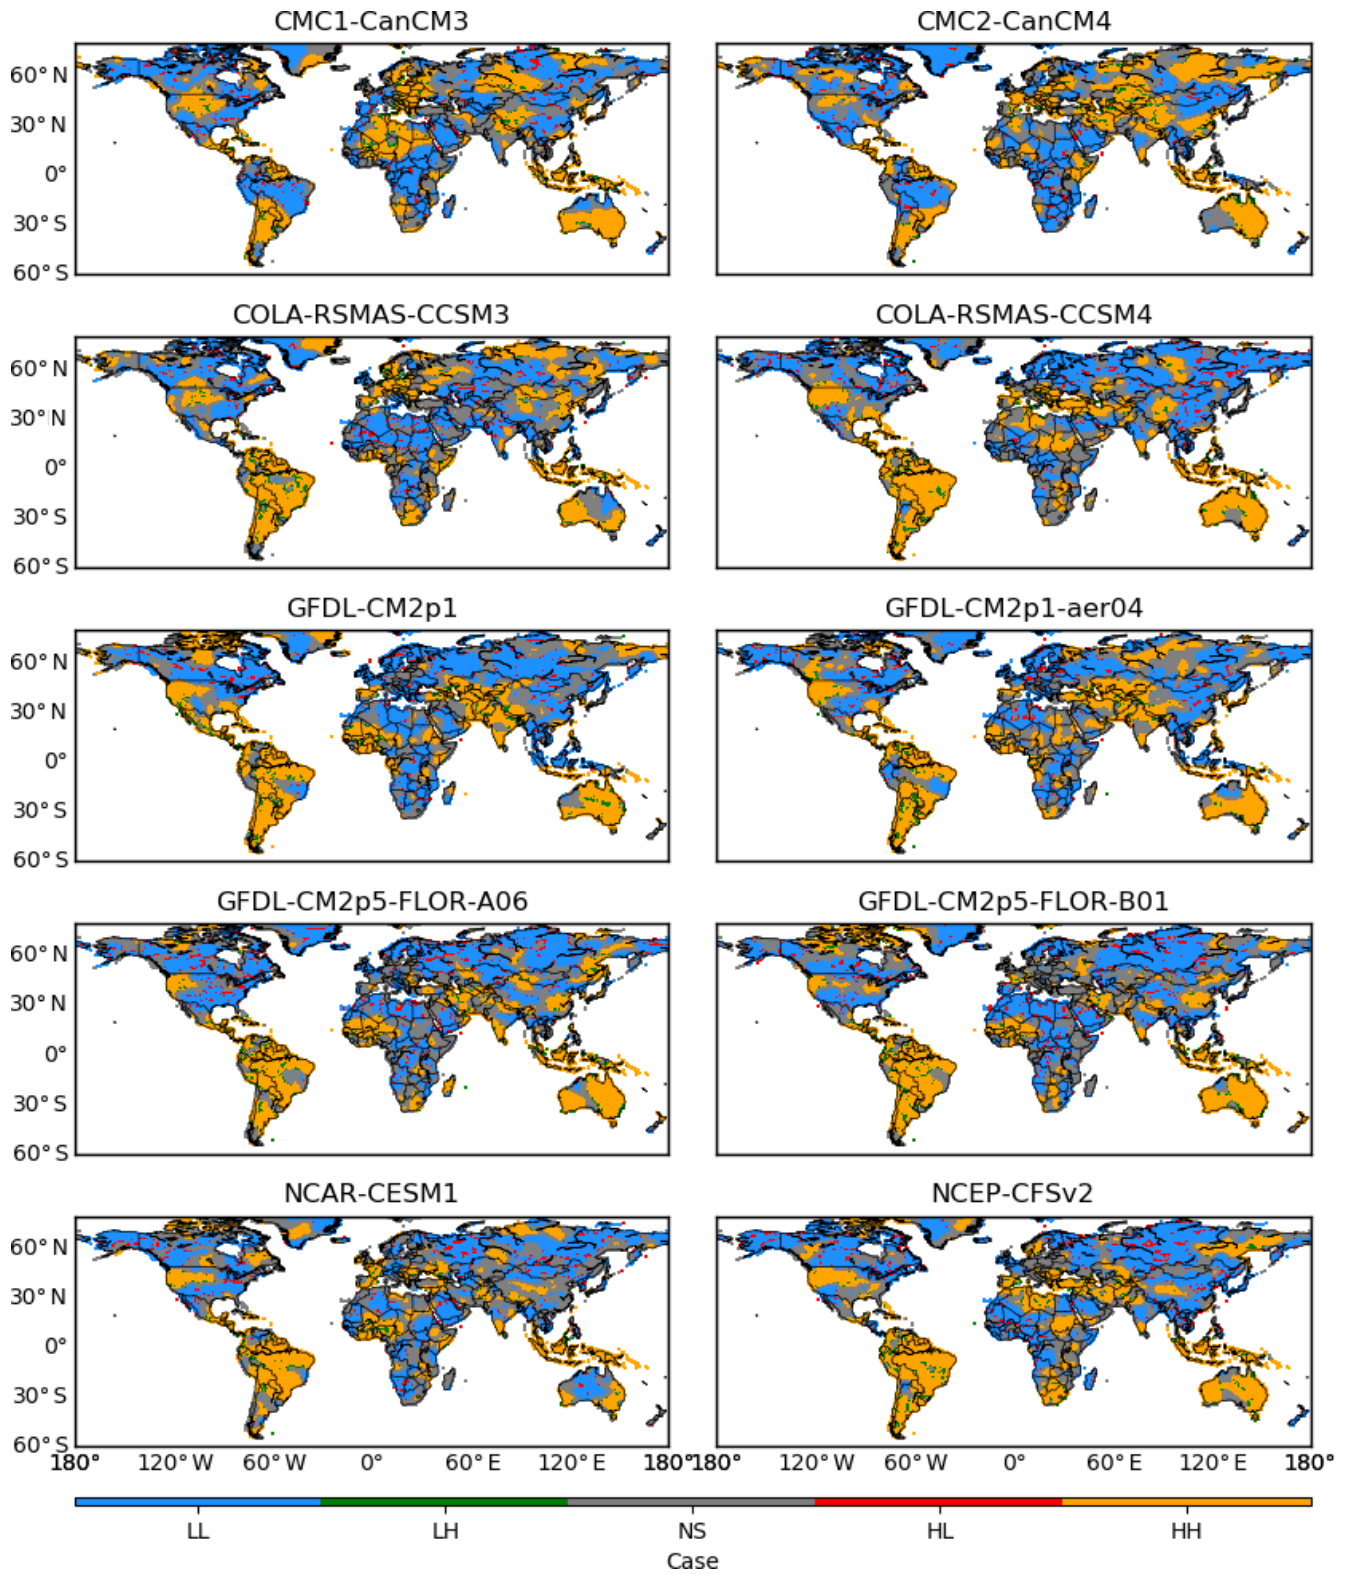 CMC1-CanCM3 CMC2-CanCM4
60°N
30°N
0°
30°S
60°S
COLA-RSMAS-CCSM3 COLA-RSMAS-CCSM4
60°N
30°N
0°
30°S
60°S
GFDL-CM2p1 GFDL-CM2p1-aer04
60°N
30°N
0°
30°S
60°S
GFDL-CM2p5-FLOR-A06 GFDL-CM2p5-FLOR-B01
60°N
30°N
0°
30°S
60°S
NCAR-CESM1 NCEP-CFSv2
60°N
30°N
0°
30°S
60°S
180° 120°W 60°W 0° 60°E 120°E 180° 180° 120°W 60°W 0° 60°E 120°E 180°
LL LH NS HL HH
Case